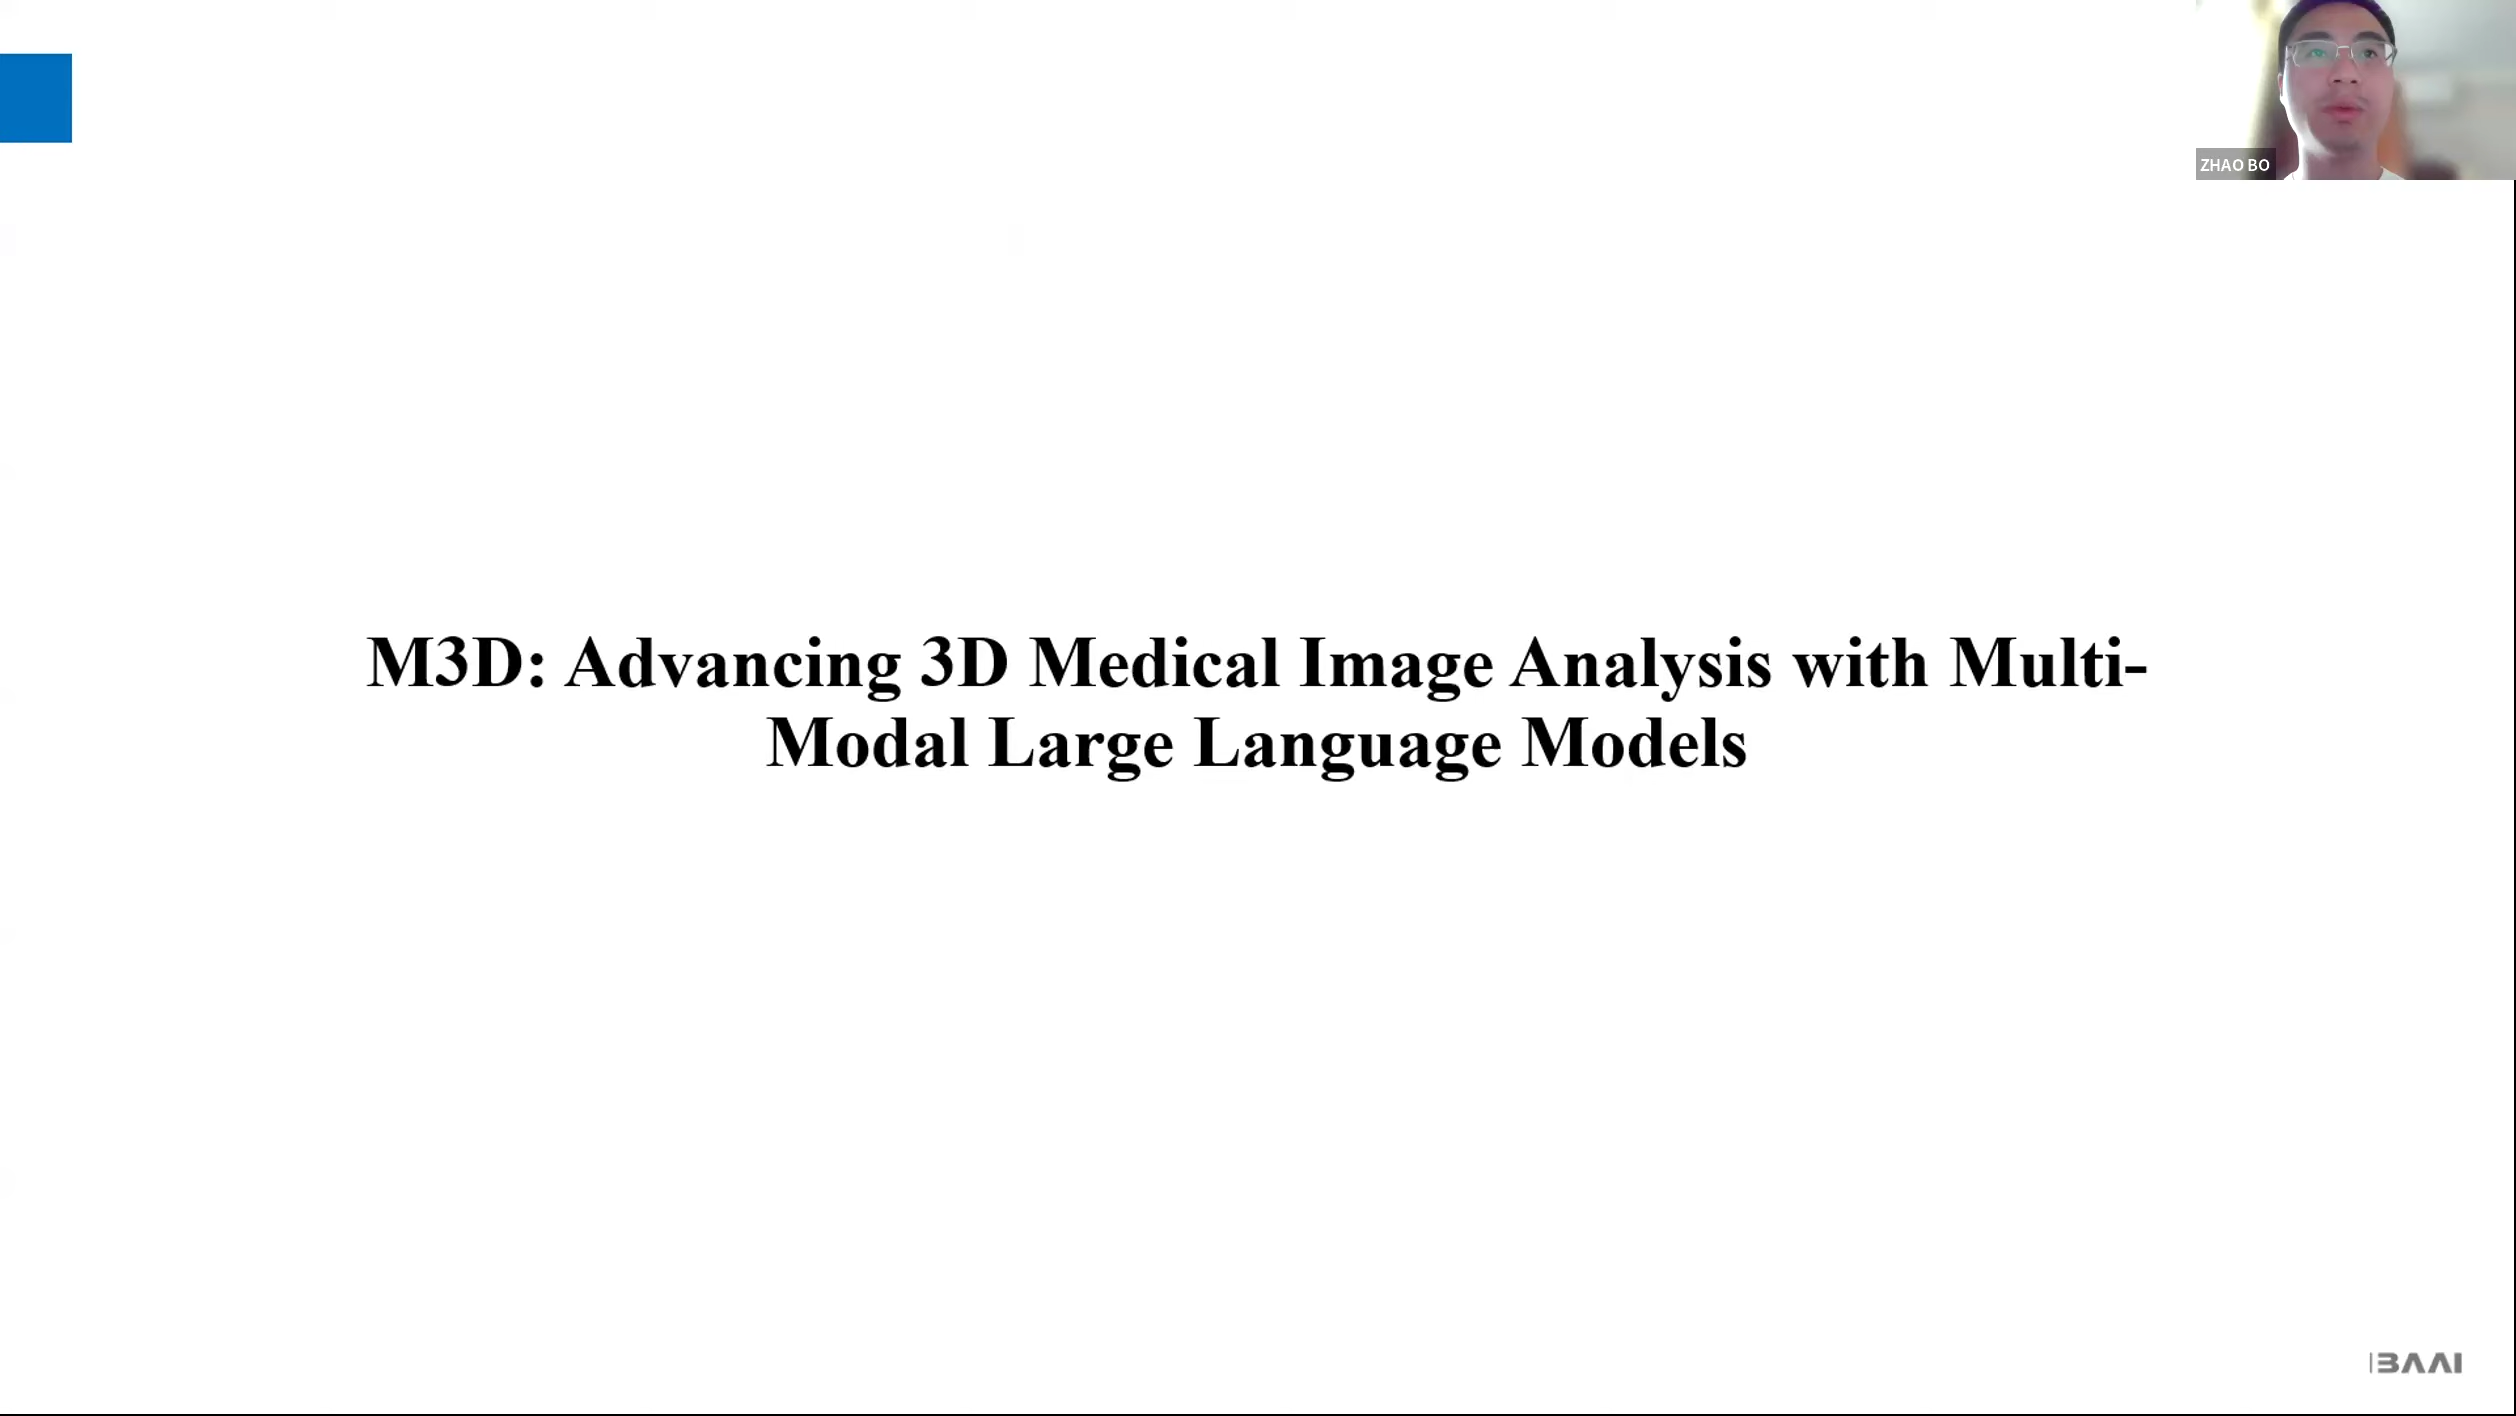 ZHAO BO
M3D: Advancing 3D Medical Image Analysis with Multi-
Modal Large Language Models
BAAI